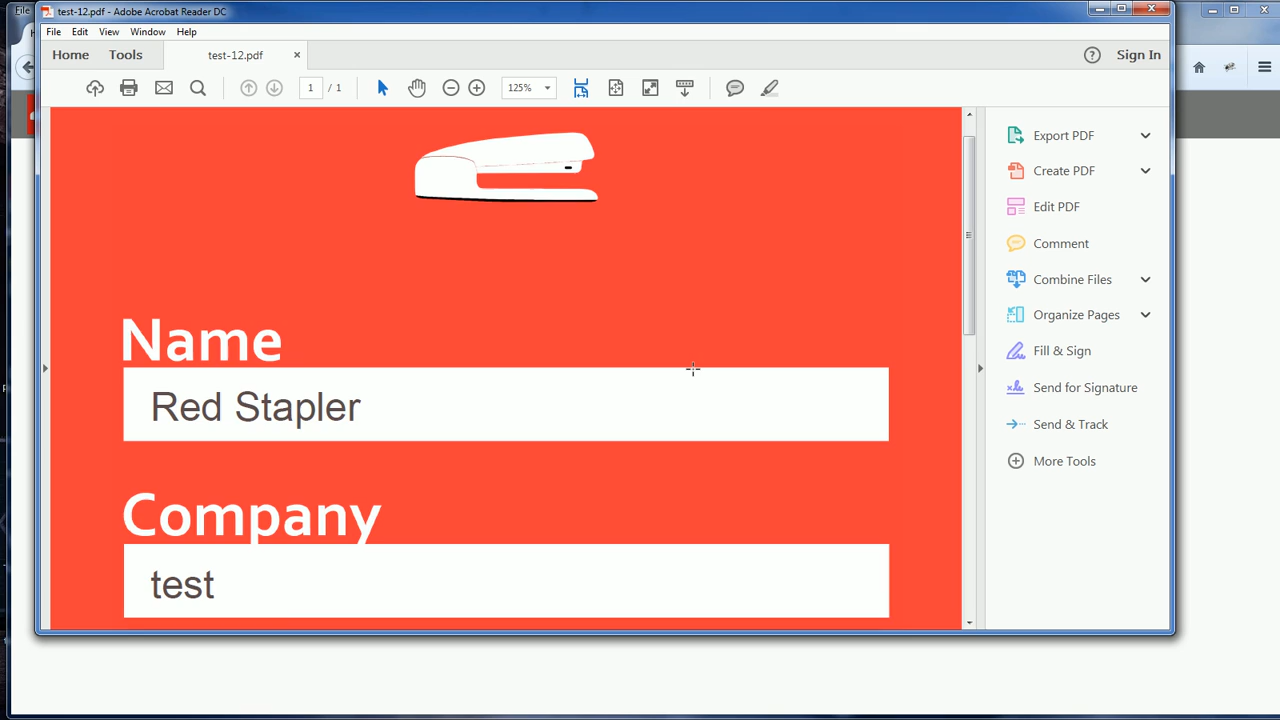 File
test-12.pdf - Adobe Acrobat Reader DC
File Edit View Window Help
Home Tools test-12.pdf × Sign In
1 / 1 125%
Export PDF
Create PDF
Edit PDF
Comment
Combine Files
Organize Pages
Fill & Sign
Send for Signature
Send & Track
More Tools
Name
Red Stapler
Company
test